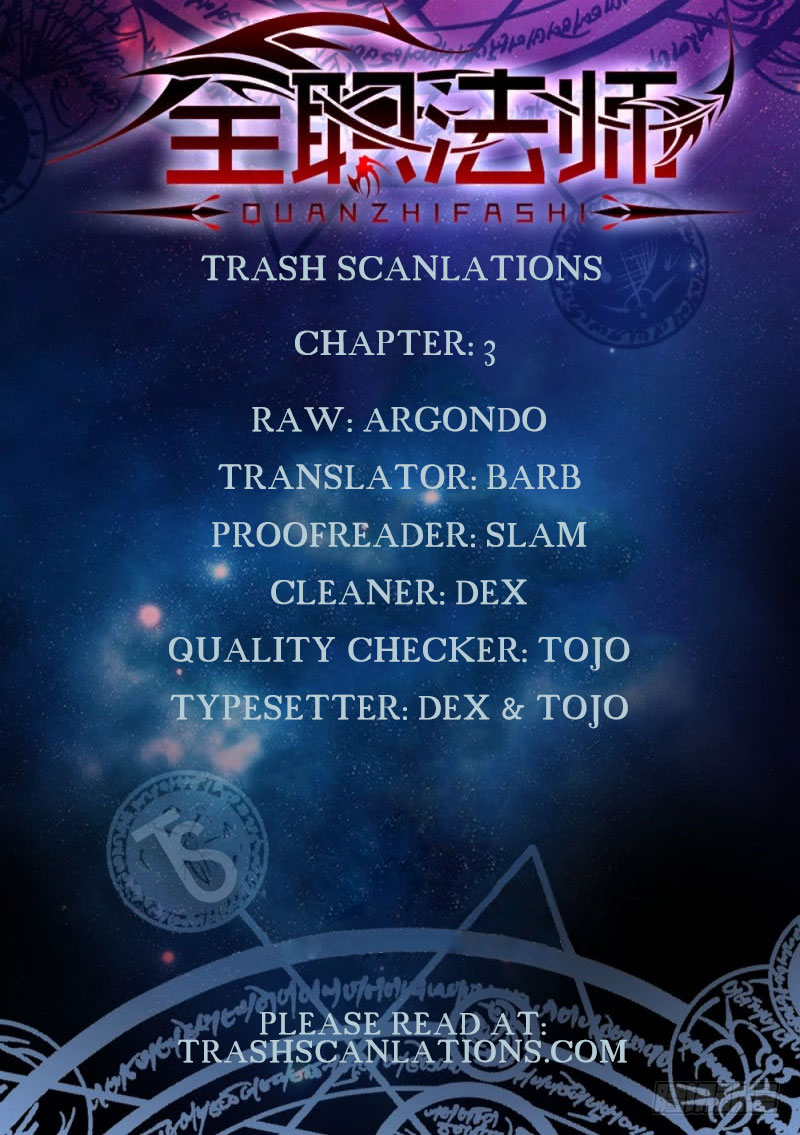 全职法师
QUANZHIFASHI
TRASH SCANLATIONS
CHAPTER: 3
RAW: ARGONDO
TRANSLATOR: BARB
PROOFREADER: SLAM
CLEANER: DEX
QUALITY CHECKER: TOJO
TYPESETTER: DEX & TOJO
TS
PLEASE READ AT:
TRASHSCANLATIONS.COM